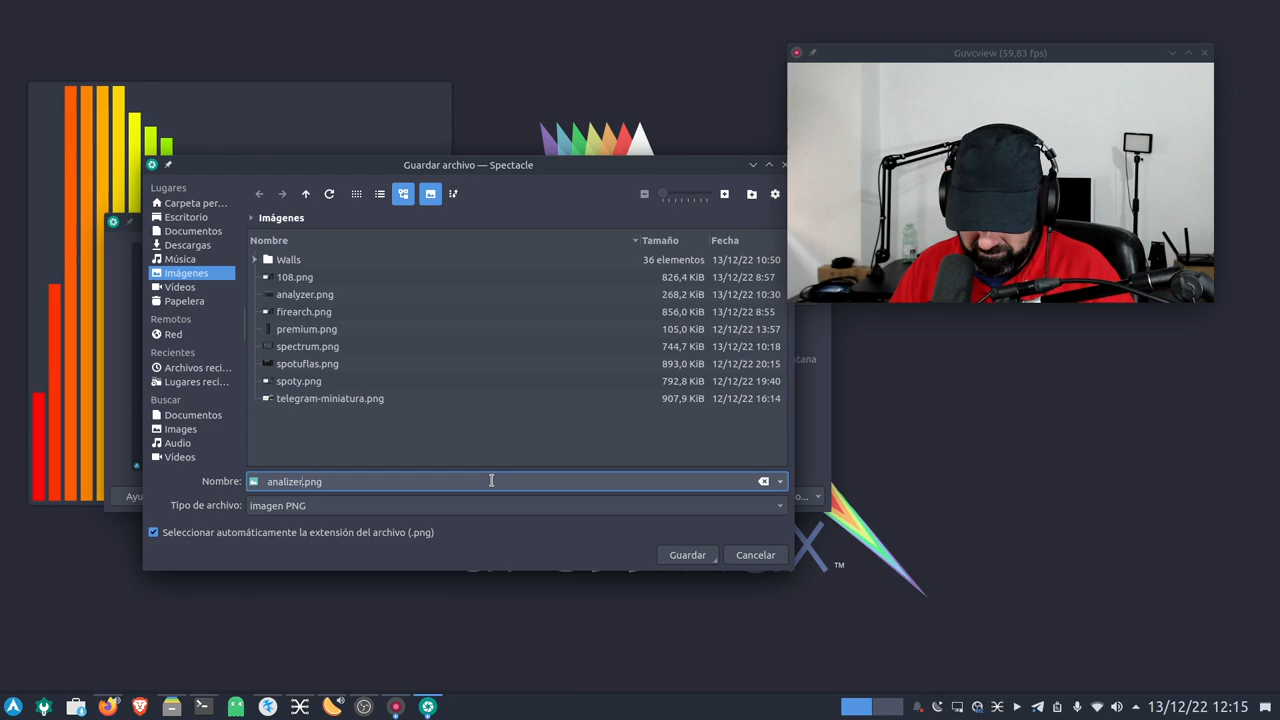 Guvcview (59,83 fps)
Guardar archivo — Spectacle
Lugares
Carpeta per...
Escritorio
Documentos
Descargas
Música
Imágenes
Vídeos
Papelera
Remotos
Red
Recientes
Archivos reci...
Lugares reci...
Buscar
Documentos
Images
Audio
Vídeos
Imágenes
Nombre Tamaño Fecha
Walls 36 elementos 13/12/22 10:50
108.png 826,4 KiB 13/12/22 8:57
analyzer.png 268,2 KiB 13/12/22 10:30
firearch.png 856,0 KiB 13/12/22 8:55
premium.png 105,0 KiB 12/12/22 13:57
spectrum.png 744,7 KiB 13/12/22 10:18
spotuflas.png 893,0 KiB 12/12/22 20:15
spoty.png 792,8 KiB 12/12/22 19:40
telegram-miniatura.png 907,9 KiB 12/12/22 16:14
Nombre: analizer.png
Tipo de archivo: imagen PNG
Seleccionar automáticamente la extensión del archivo (.png)
Guardar Cancelar
Ayu
ntana
o...
X ™
13/12/22 12:15